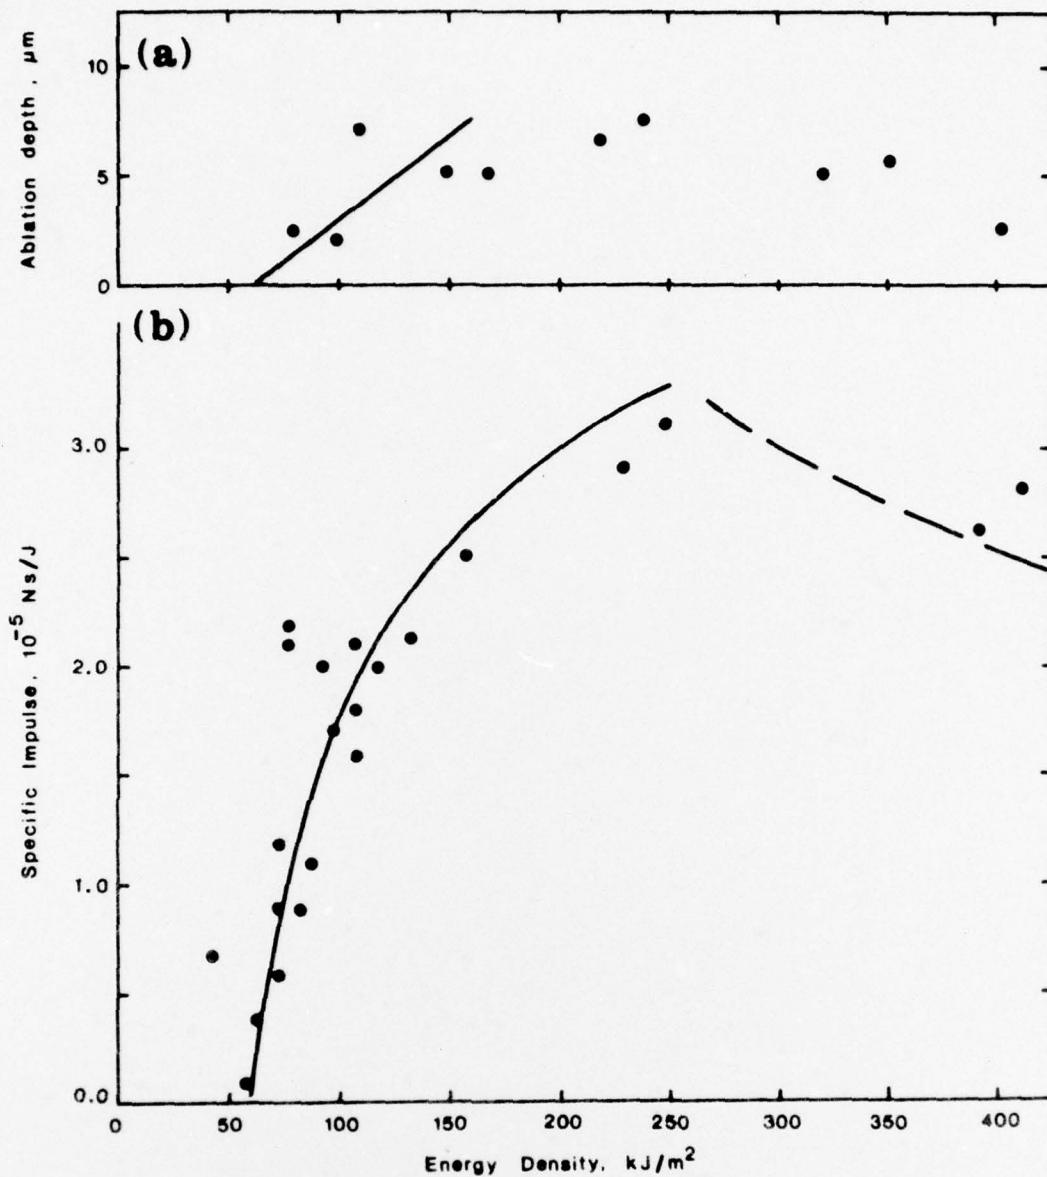 (a)
Ablation depth, µm
10
5
0
(b)
Specific Impulse, 10⁻⁵ Ns/J
3.0
2.0
1.0
0.0
0 50 100 150 200 250 300 350 400
Energy Density, kJ/m²